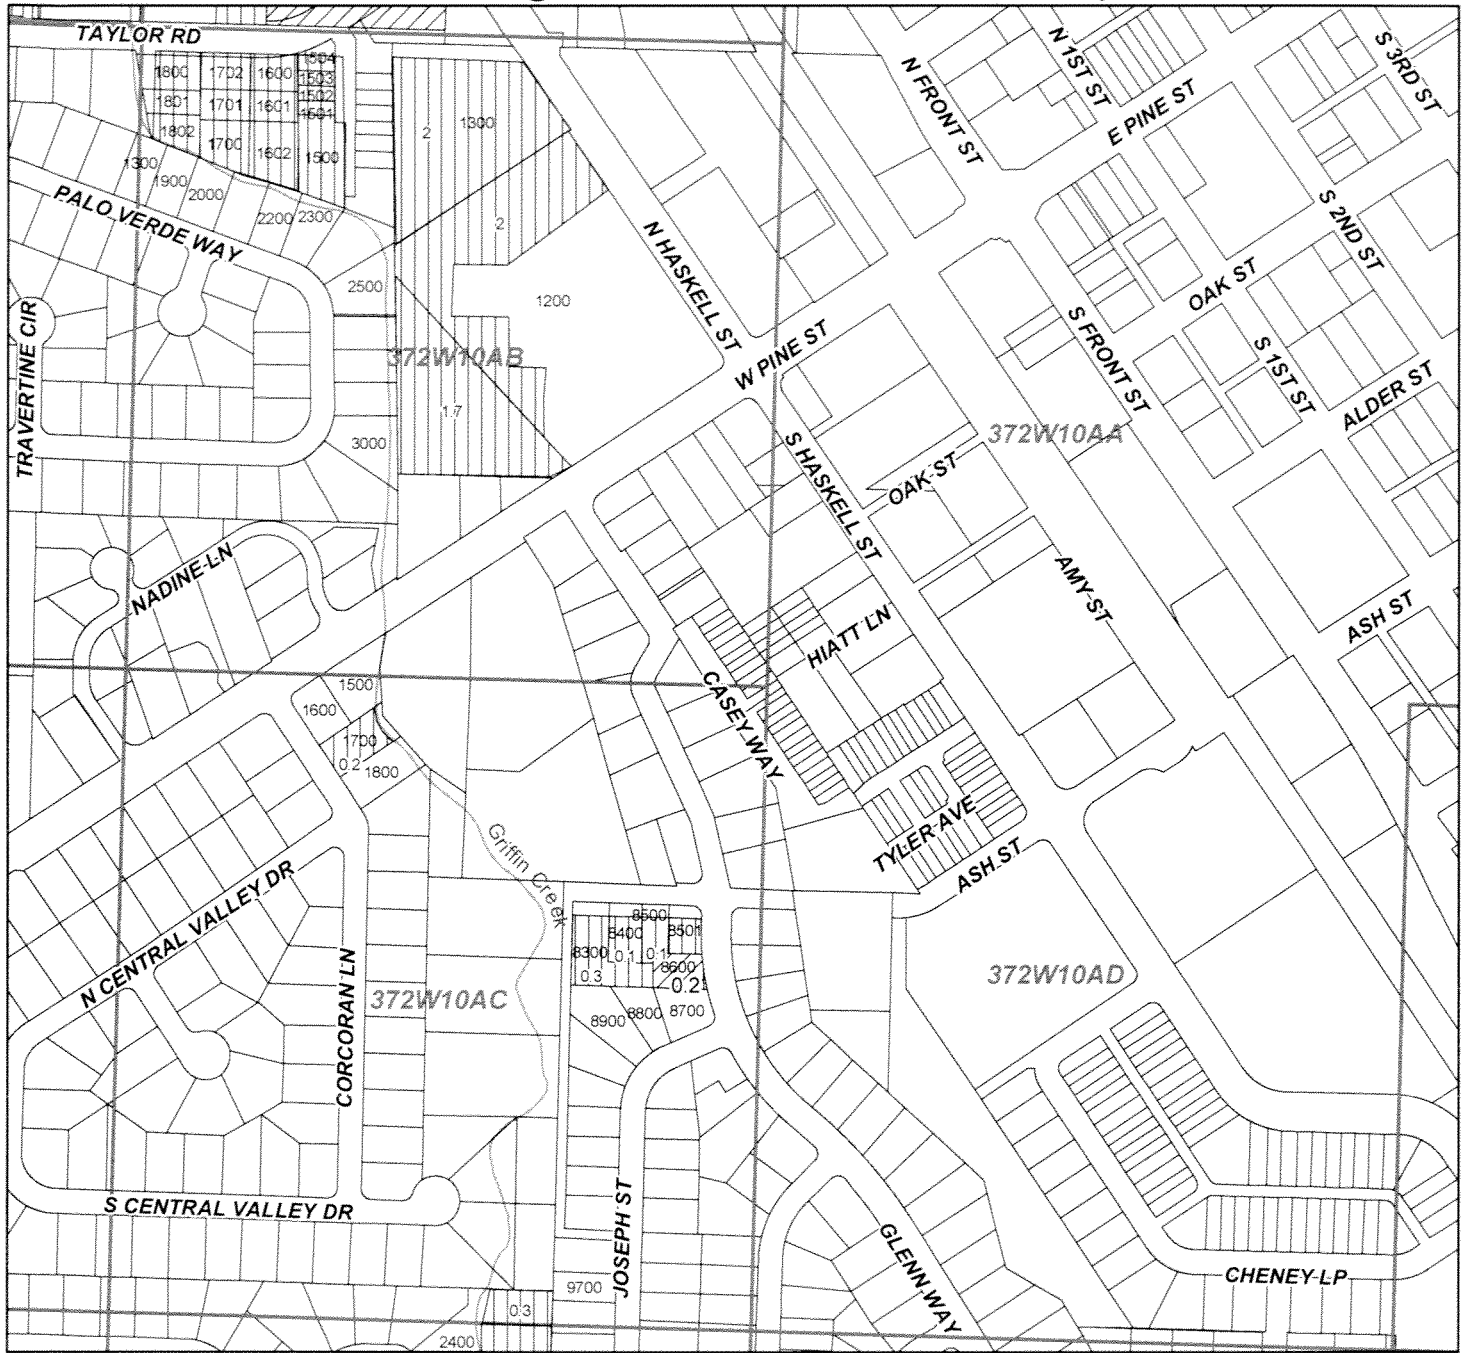 TAYLOR RD
N 1ST ST
S 3RD ST
N FRONT ST
E PINE ST
1800
1702
1600
1504
1503
1801
1701
1601
1502
1501
1802
1700
1602
1500
1300
2
1300
1900
2000
2200
2300
PALO VERDE WAY
2
2500
1200
N HASKELL ST
S 2ND ST
OAK ST
S FRONT ST
S 1ST ST
ALDER ST
W PINE ST
TRAVERTINE CIR
372W10AB
1.7
3000
372W10AA
S HASKELL ST
OAK ST
NADINE LN
AMY ST
ASH ST
HIATT LN
CASEY WAY
1500
1600
1700
0.2
1800
TYLER AVE
ASH ST
Griffin Creek
N CENTRAL VALLEY DR
CORCORAN LN
372W10AC
8500
8400
8501
8300
0.1
0.1
8600
0.3
8900
8800
8700
372W10AD
S CENTRAL VALLEY DR
JOSEPH ST
GLENN WAY
CHENEY LP
9700
0.3
2400